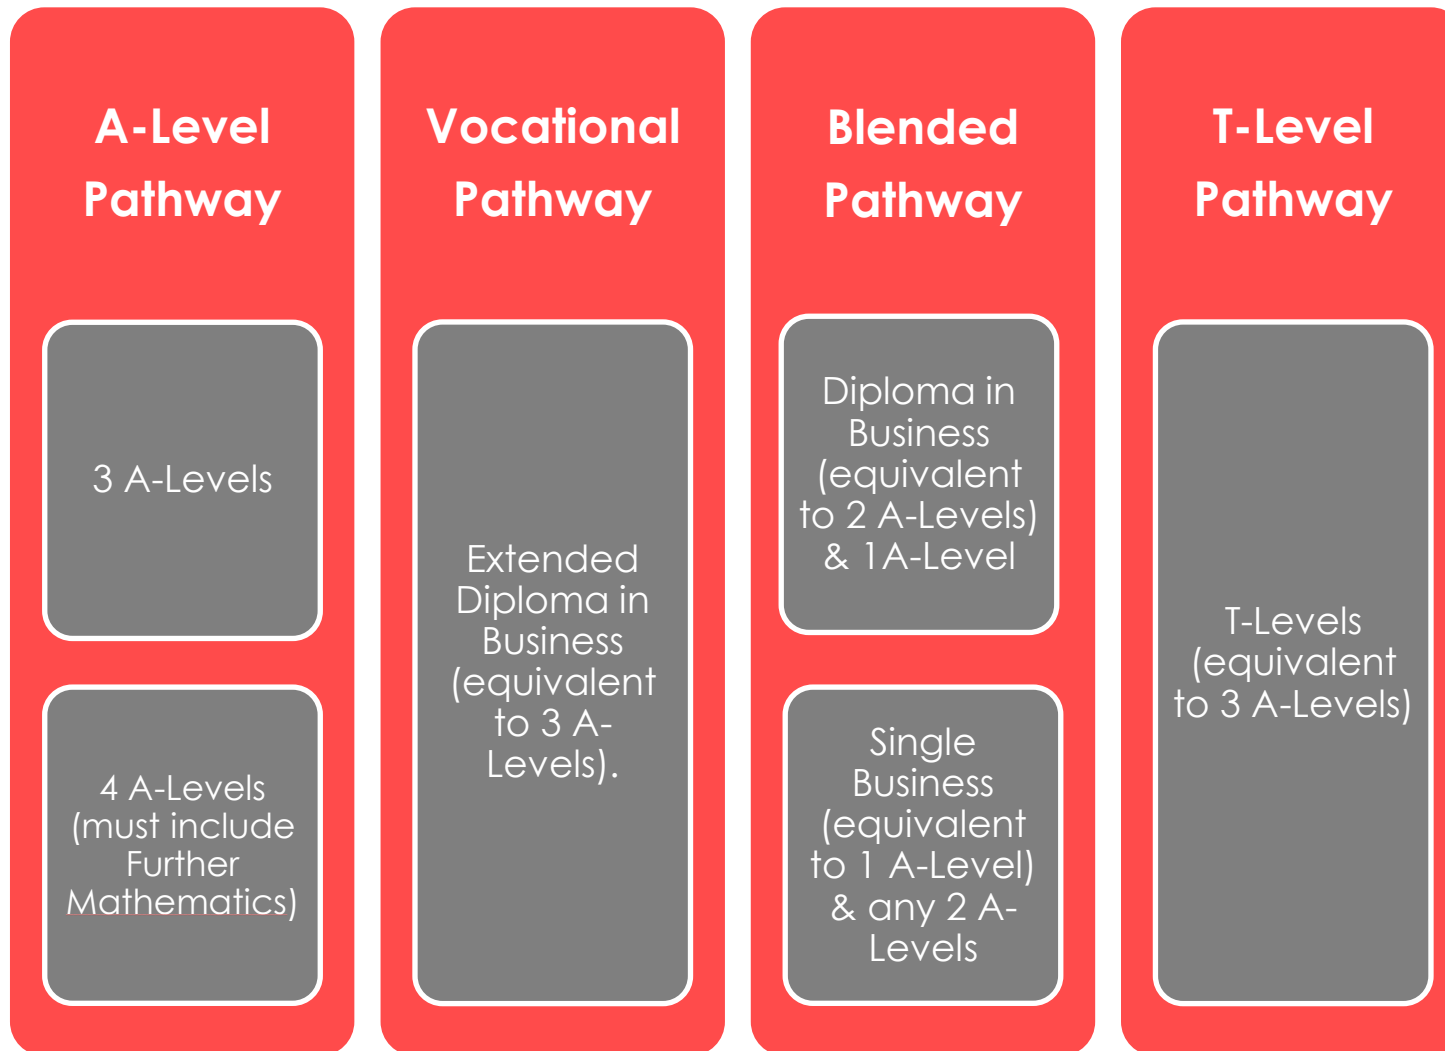 A-Level
Pathway
3 A-Levels
4 A-Levels
(must include
Further
Mathematics)
Vocational
Pathway
Extended
Diploma in
Business
(equivalent
to 3 A-
Levels).
Blended
Pathway
Diploma in
Business
(equivalent
to 2 A-Levels)
& 1A-Level
Single
Business
(equivalent
to 1 A-Level)
& any 2 A-
Levels
T-Level
Pathway
T-Levels
(equivalent
to 3 A-Levels)